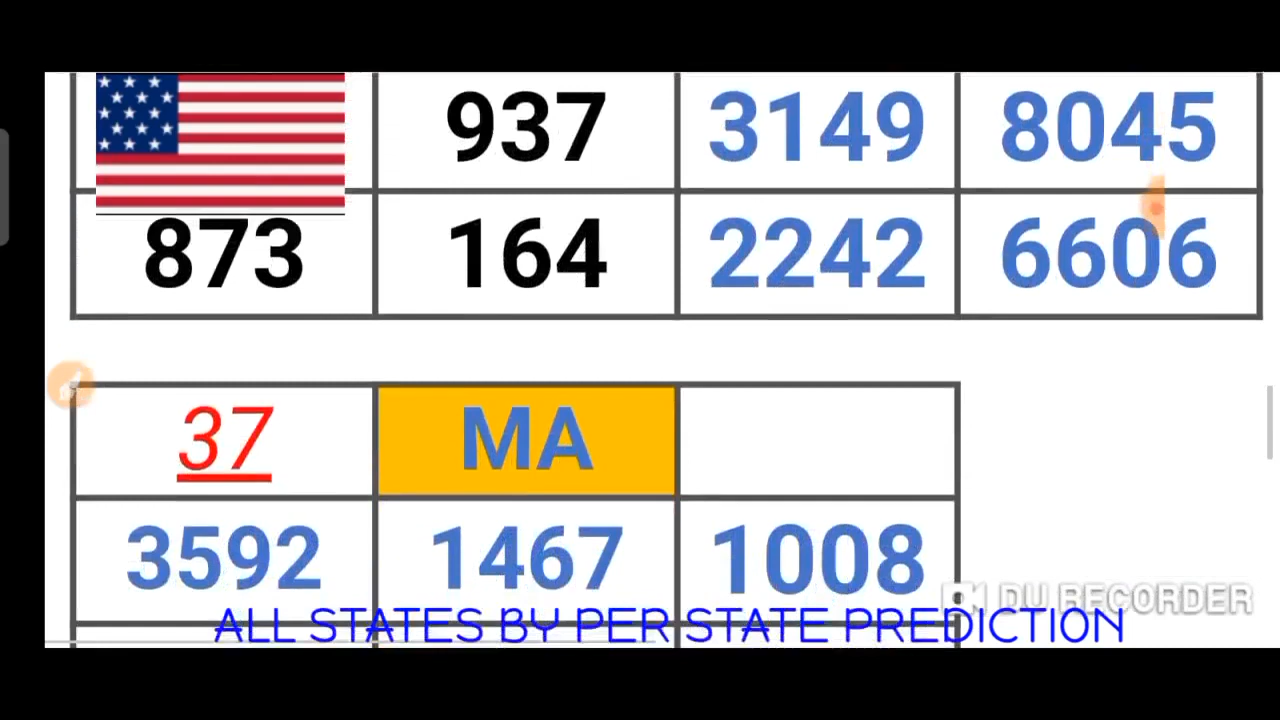 937 3149 8045
873 164 2242 6606
37 MA
3592 1467 1008
DU RECORDER
ALL STATES BY PER STATE PREDICTION